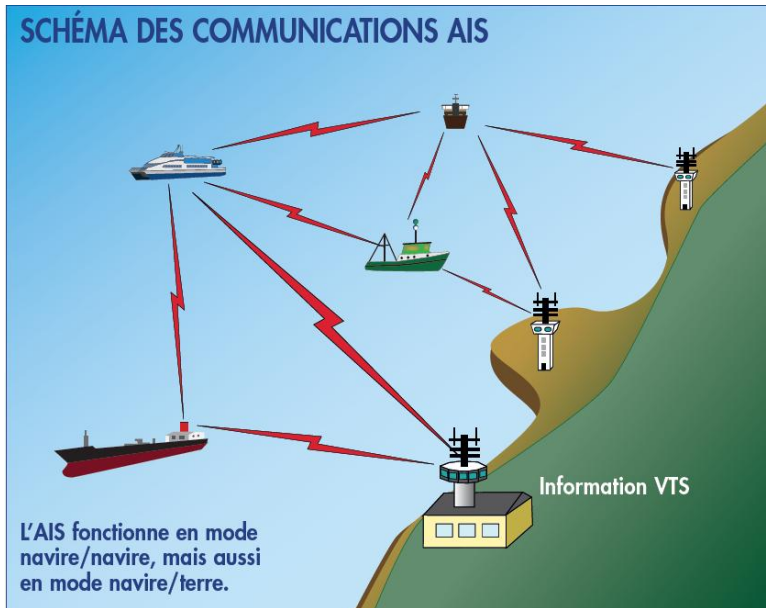 SCHÉMA DES COMMUNICATIONS AIS
Information VTS
L'AIS fonctionne en mode
navire/navire, mais aussi
en mode navire/terre.